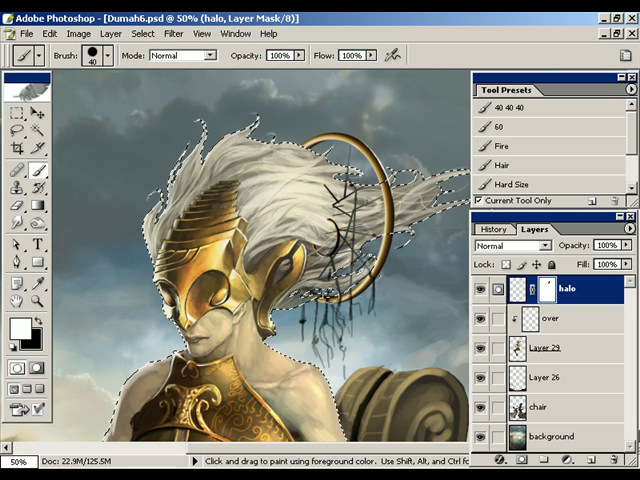 Adobe Photoshop - [Dumah6.psd @ 50% (halo, Layer Mask/8)]
File Edit Image Layer Select Filter View Window Help
Brush: 40 Mode: Normal Opacity: 100% Flow: 100%
Tool Presets
40 40 40
60
Fire
Hair
Hard Size
Current Tool Only
History Layers
Normal Opacity: 100%
Lock: Fill: 100%
halo
over
Layer 29
Layer 26
chair
background
T
50% Doc: 22.9M/125.5M Click and drag to paint using foreground color. Use Shift, Alt, and Ctrl fo